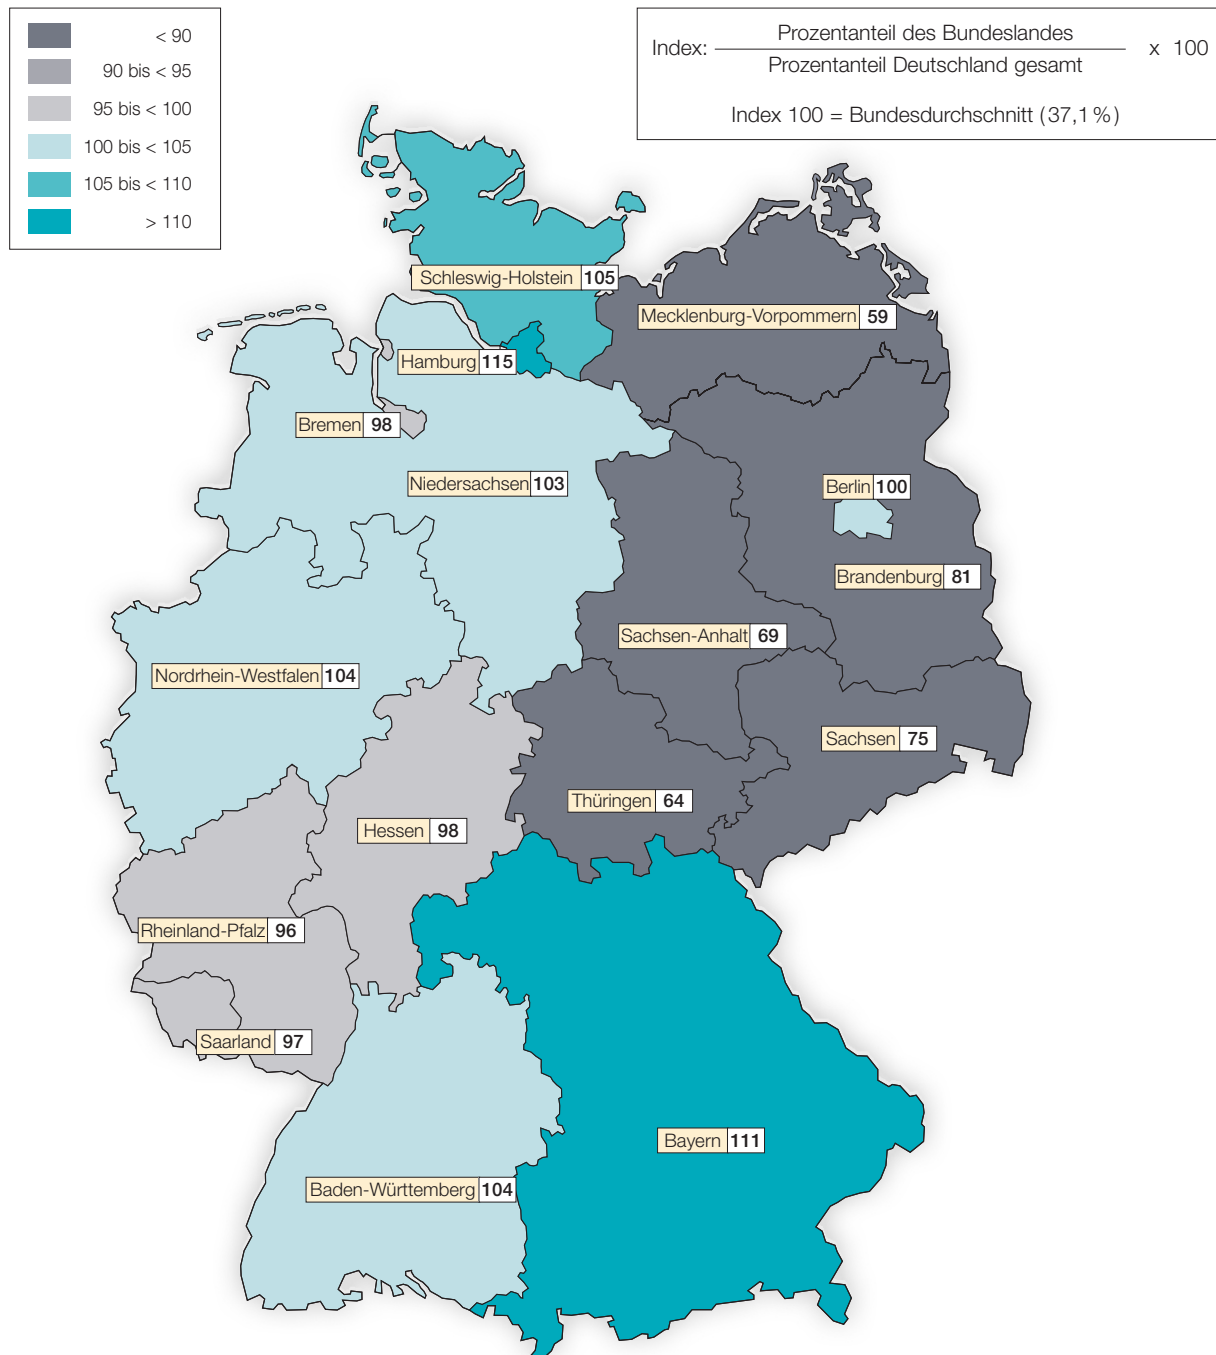 < 90
90 bis < 95
95 bis < 100
100 bis < 105
105 bis < 110
> 110
Prozentanteil des Bundeslandes
Index: x 100
Prozentanteil Deutschland gesamt
Index 100 = Bundesdurchschnitt (37,1 %)
Schleswig-Holstein 105
Mecklenburg-Vorpommern 59
Hamburg 115
Bremen 98
Niedersachsen 103
Berlin 100
Brandenburg 81
Sachsen-Anhalt 69
Nordrhein-Westfalen 104
Sachsen 75
Thüringen 64
Hessen 98
Rheinland-Pfalz 96
Saarland 97
Bayern 111
Baden-Württemberg 104